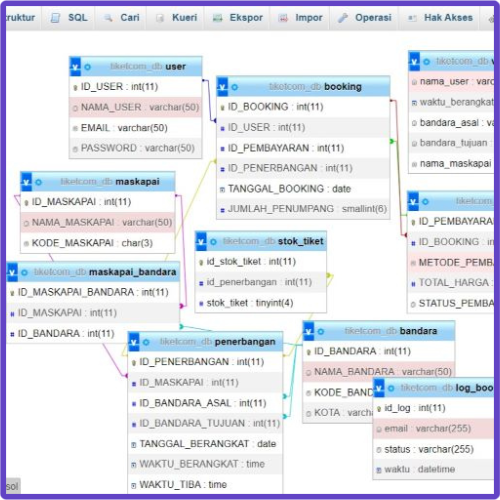 ruktur SQL Cari Kueri Ekspor Impor Operasi Hak Akses
tiketcom_db user
ID_USER : int(11)
NAMA_USER : varchar(50)
EMAIL : varchar(50)
PASSWORD : varchar(50)
tiketcom_db booking
ID_BOOKING : int(11)
ID_USER : int(11)
ID_PEMBAYARAN : int(11)
ID_PENERBANGAN : int(11)
TANGGAL_BOOKING : date
JUMLAH_PENUMPANG : smallint(6)
tiketcom_db
nama_user : varc
waktu_berangkat
bandara_asal : va
bandara_tujuan :
nama_maskapai
tiketcom_db maskapai
ID_MASKAPAI : int(11)
NAMA_MASKAPAI : varchar(50)
KODE_MASKAPAI : char(3)
tiketcom_db
ID_PEMBAYARA
ID_BOOKING : in
METODE_PEMB
TOTAL_HARGA :
STATUS_PEMBA
tiketcom_db stok_tiket
id_stok_tiket : int(11)
id_penerbangan : int(11)
stok_tiket : tinyint(4)
tiketcom_db maskapai_bandara
ID_MASKAPAI_BANDARA : int(11)
ID_MASKAPAI : int(11)
ID_BANDARA : int(11)
tiketcom_db penerbangan
ID_PENERBANGAN : int(11)
ID_MASKAPAI : int(11)
ID_BANDARA_ASAL : int(11)
ID_BANDARA_TUJUAN : int(11)
TANGGAL_BERANGKAT : date
WAKTU_BERANGKAT : time
WAKTU_TIBA : time
tiketcom_db bandara
ID_BANDARA : int(11)
NAMA_BANDARA : varchar(50)
KODE_BAND
KOTA : varch
tiketcom_db log_boo
id_log : int(11)
email : varchar(255)
status : varchar(255)
waktu : datetime
sol